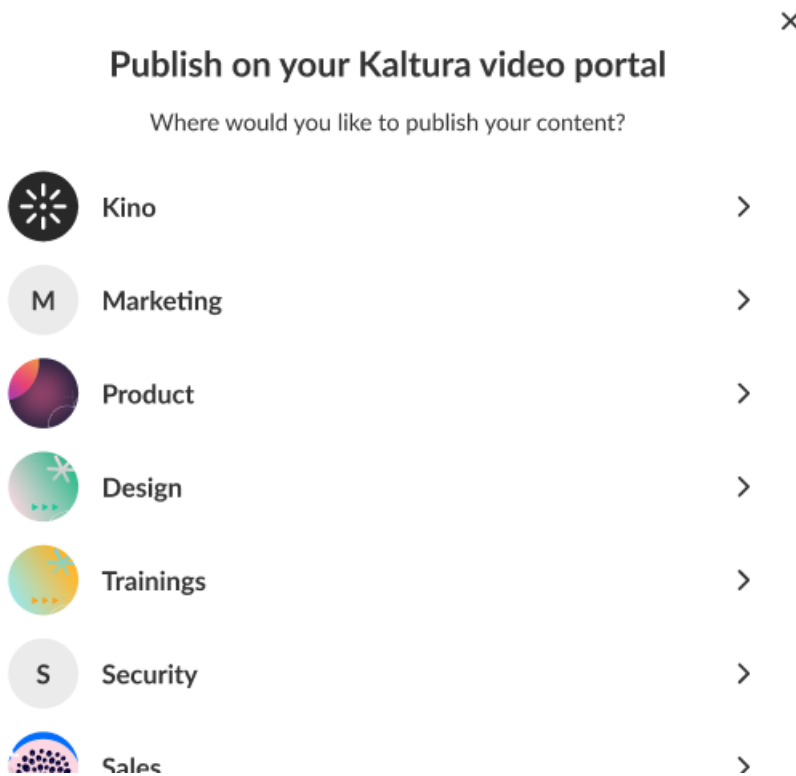 Publish on your Kaltura video portal
Where would you like to publish your content?
Kino
M
Marketing
Product
Design
Trainings
S
Security
Sales